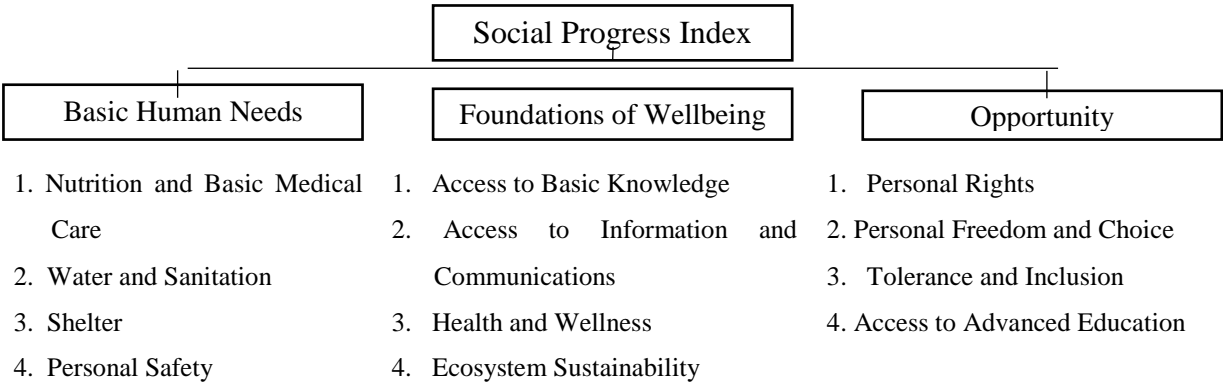 Social Progress Index
Basic Human Needs
Foundations of Wellbeing
Opportunity
1. Nutrition and Basic Medical
Care
2. Water and Sanitation
3. Shelter
4. Personal Safety
1. Access to Basic Knowledge
2. Access to Information and
Communications
3. Health and Wellness
4. Ecosystem Sustainability
1. Personal Rights
2. Personal Freedom and Choice
3. Tolerance and Inclusion
4. Access to Advanced Education